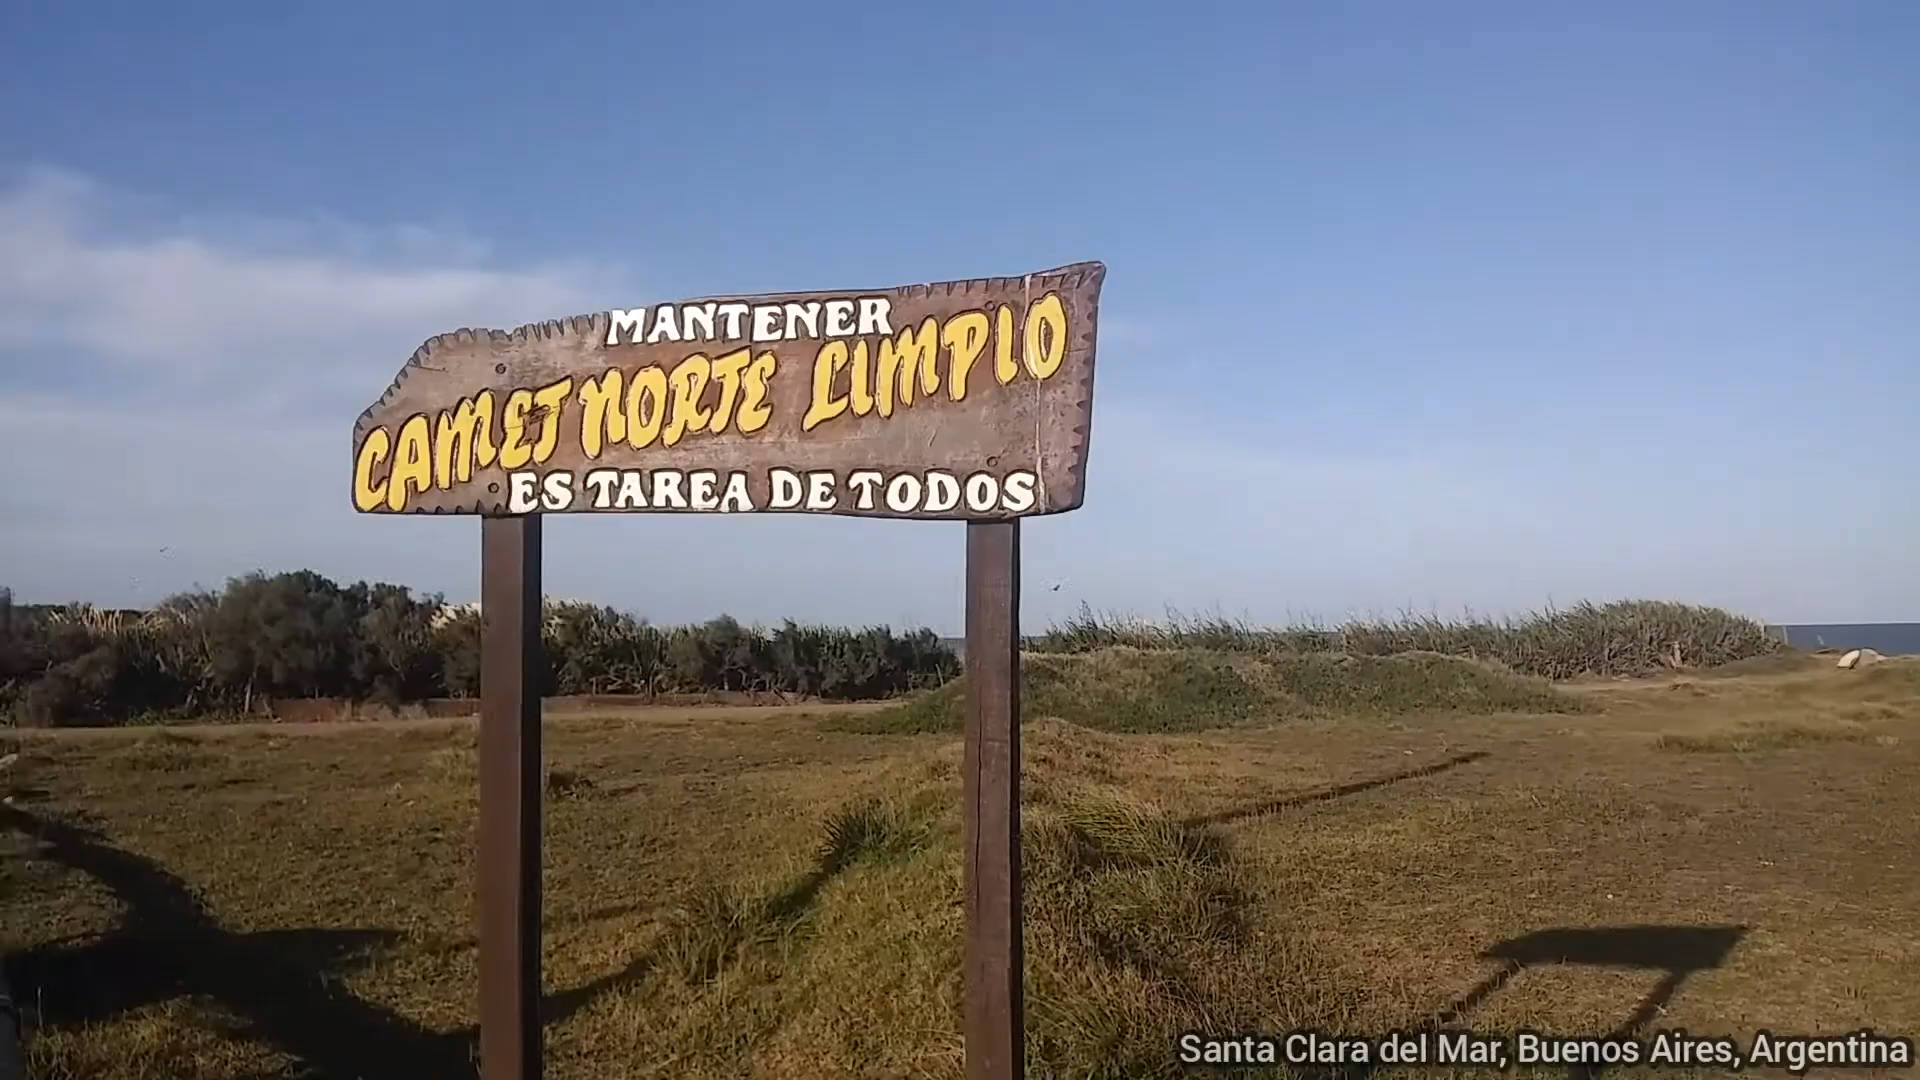 MANTENER
CAMET NORTE LIMPIO
ES TAREA DE TODOS
Santa Clara del Mar, Buenos Aires, Argentina